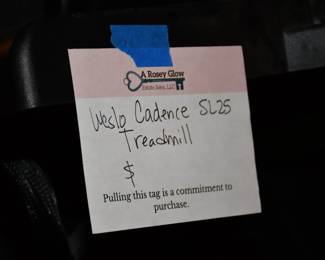 A Rosey Glow
Estate Sales, LLC
Weslo Cadence SL25
Treadmill
$
Pulling this tag is a commitment to
purchase.